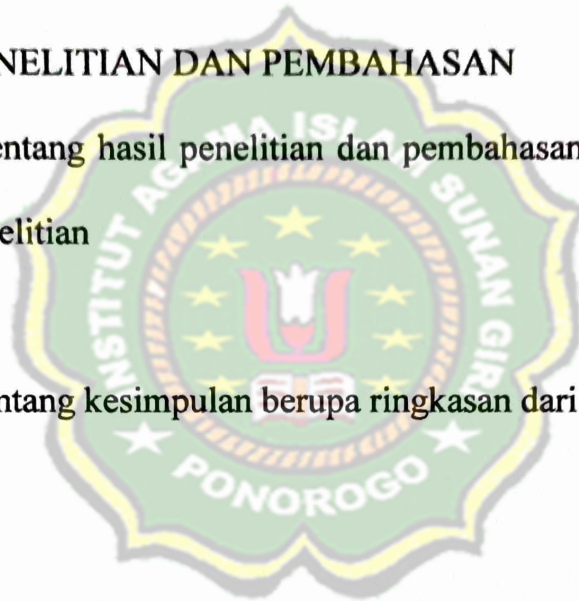 NELITIAN DAN PEMBAHASAN
entang hasil penelitian dan pembahasan
elitian
ntang kesimpulan berupa ringkasan dari
INSTITUT AGAMA ISLAM SUNAN GIRI
PONOROGO